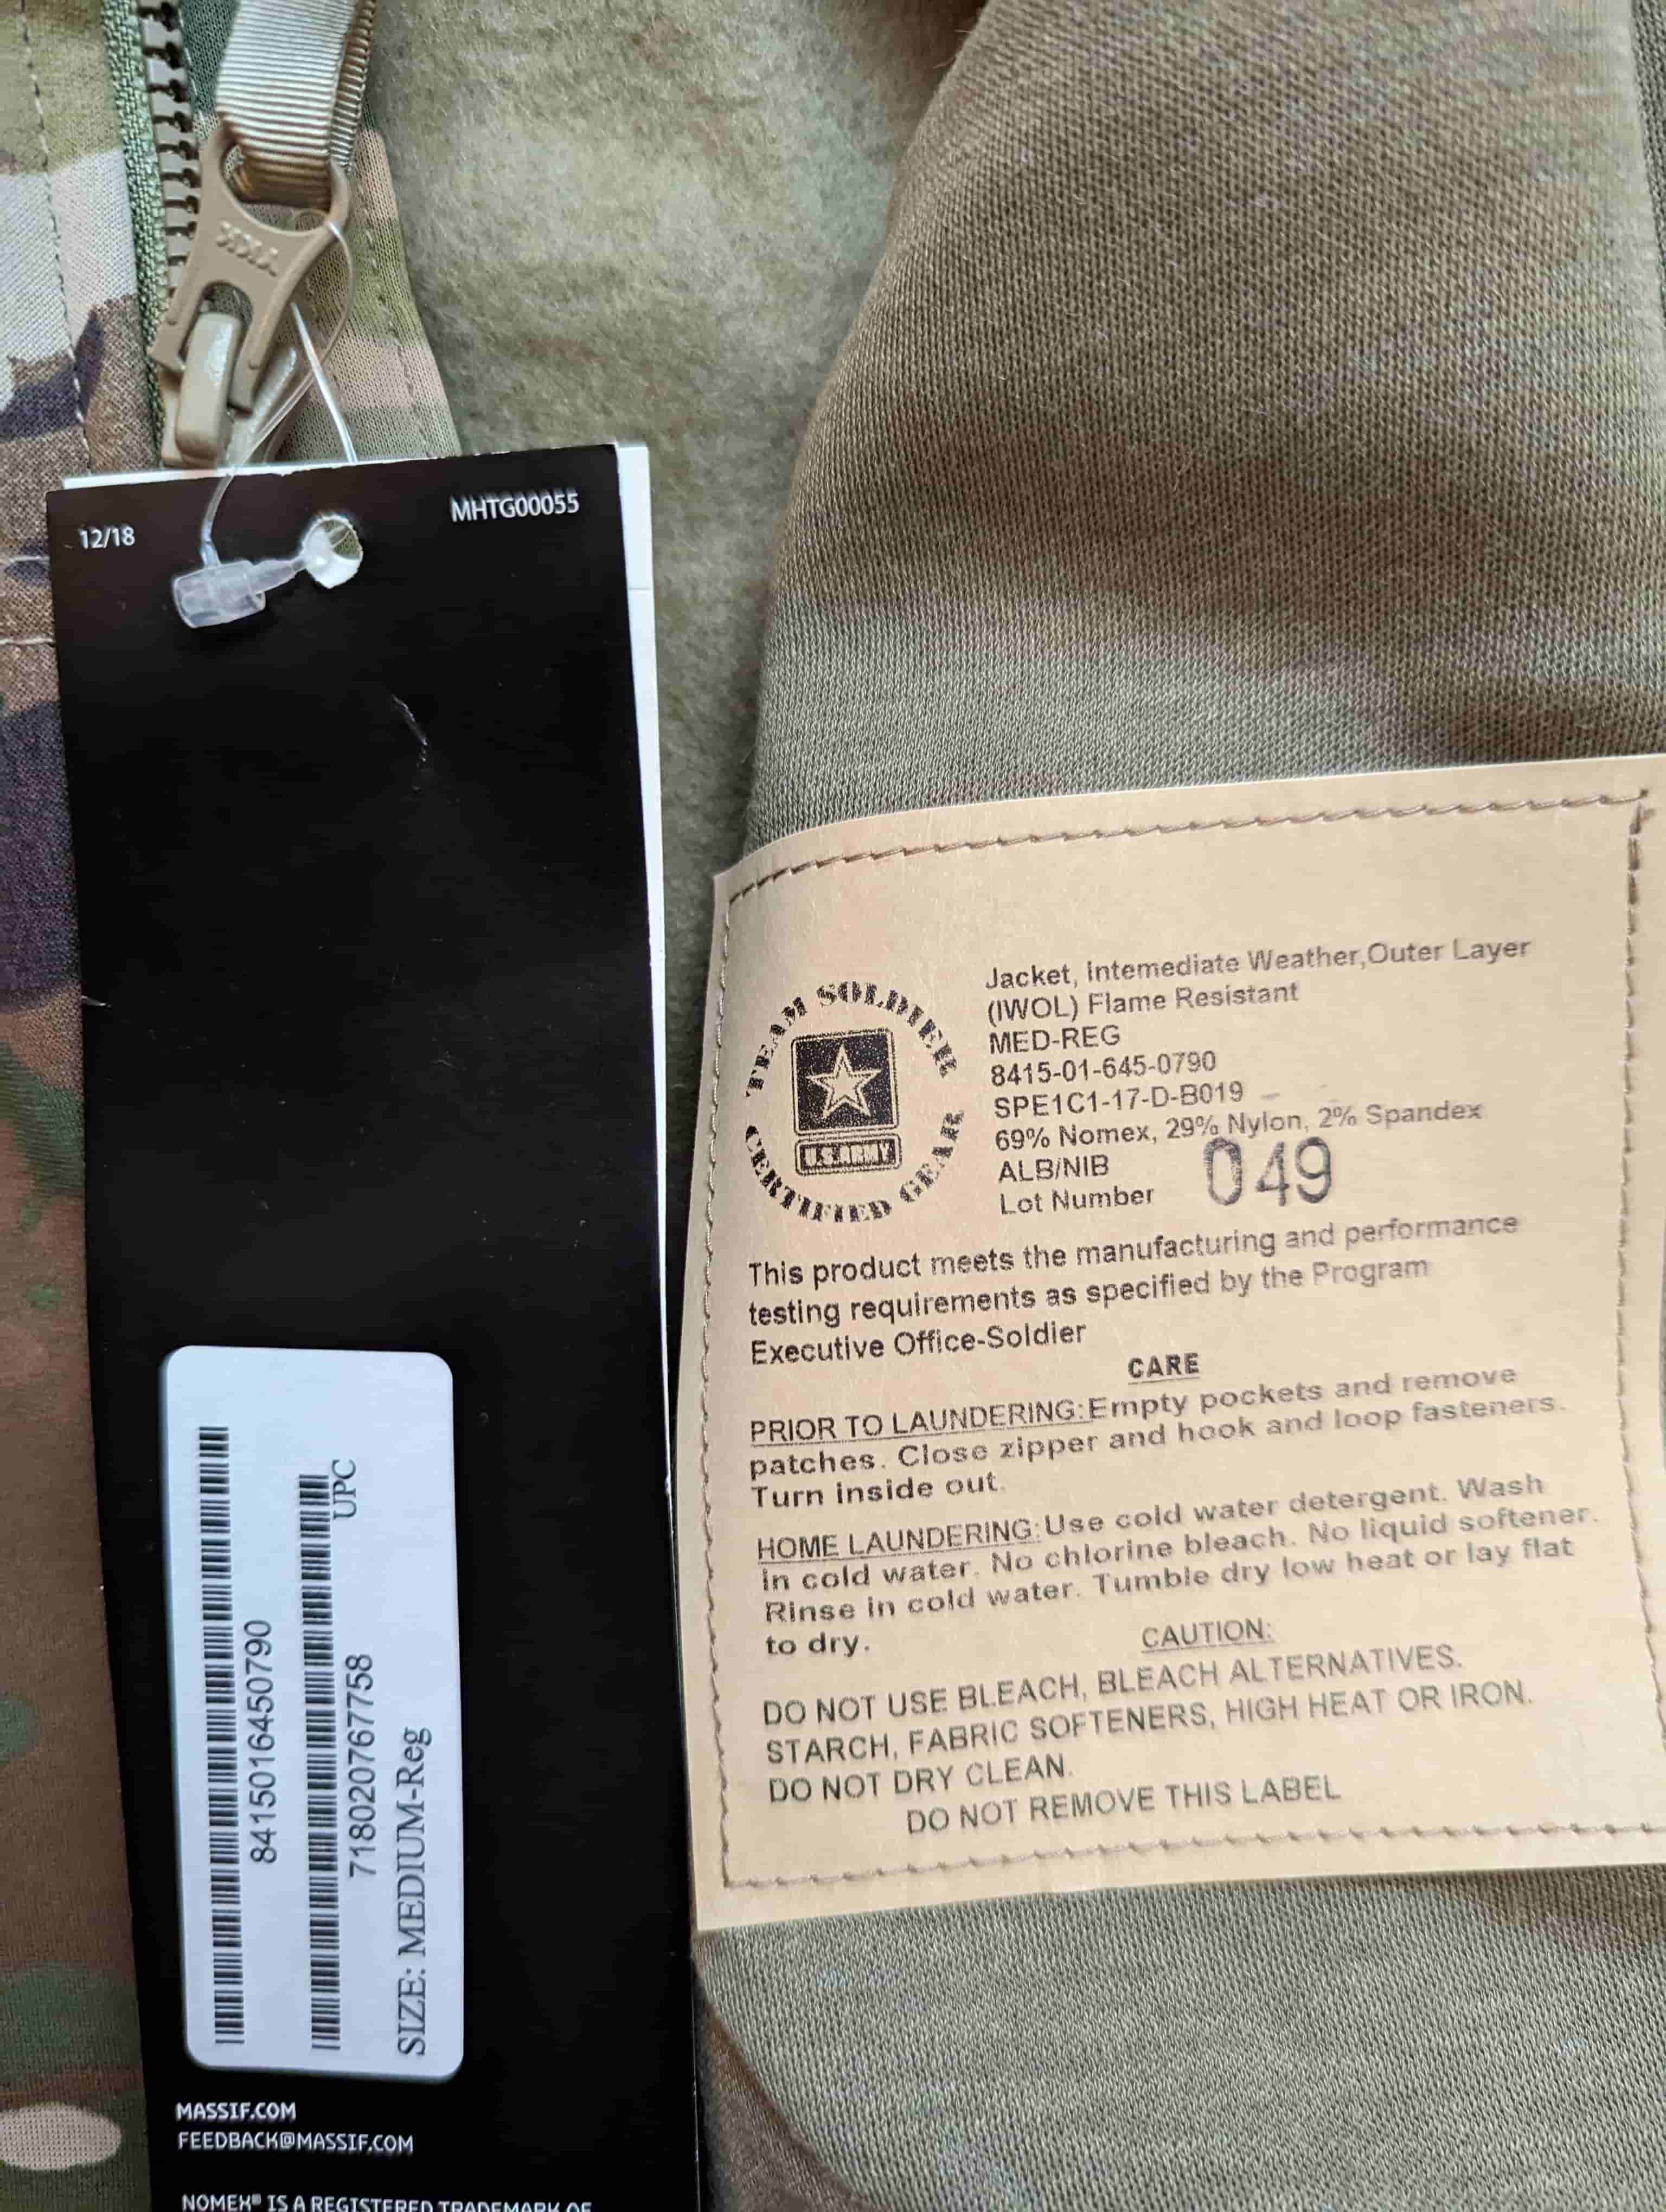 YKK
12/18
MHTG00055
8415016450790
UPC
718020767758
SIZE: MEDIUM-Reg
MASSIF.COM
FEEDBACK@MASSIF.COM
NOMEX® IS A REGISTERED TRADEMARK OF
TEAM SOLDIER
CERTIFIED GEAR
U.S.ARMY
Jacket, Intemediate Weather,Outer Layer
(IWOL) Flame Resistant
MED-REG
8415-01-645-0790
SPE1C1-17-D-B019
69% Nomex, 29% Nylon, 2% Spandex
ALB/NIB
Lot Number 049
This product meets the manufacturing and performance
testing requirements as specified by the Program
Executive Office-Soldier
CARE
PRIOR TO LAUNDERING:Empty pockets and remove
patches. Close zipper and hook and loop fasteners.
Turn inside out.
HOME LAUNDERING:Use cold water detergent. Wash
in cold water. No chlorine bleach. No liquid softener.
Rinse in cold water. Tumble dry low heat or lay flat
to dry.
CAUTION:
DO NOT USE BLEACH, BLEACH ALTERNATIVES.
STARCH, FABRIC SOFTENERS, HIGH HEAT OR IRON.
DO NOT DRY CLEAN.
DO NOT REMOVE THIS LABEL